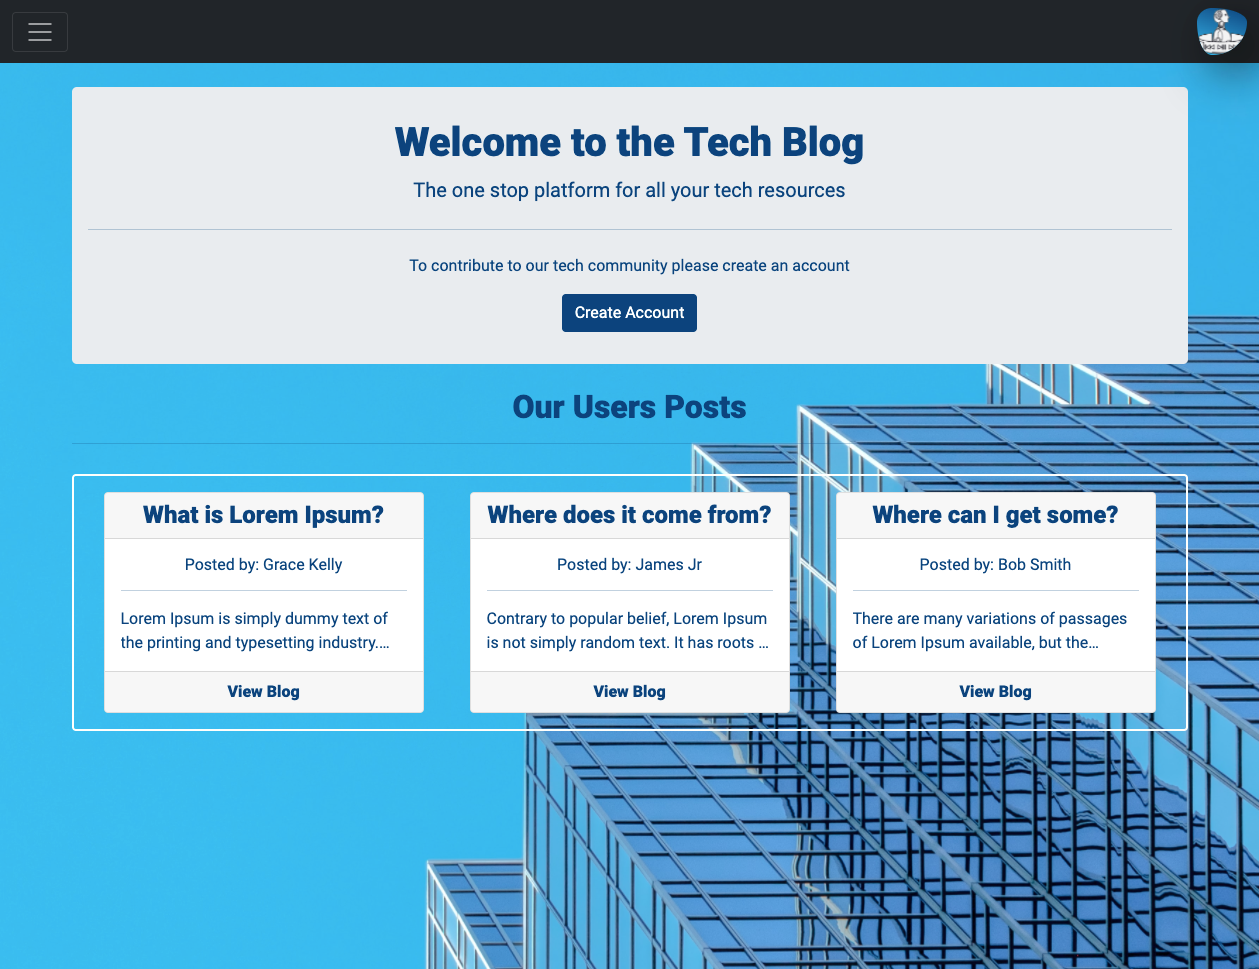 Welcome to the Tech Blog
The one stop platform for all your tech resources
To contribute to our tech community please create an account
Create Account
Our Users Posts
What is Lorem Ipsum?
Posted by: Grace Kelly
Lorem Ipsum is simply dummy text of
the printing and typesetting industry....
View Blog
Where does it come from?
Posted by: James Jr
Contrary to popular belief, Lorem Ipsum
is not simply random text. It has roots ...
View Blog
Where can I get some?
Posted by: Bob Smith
There are many variations of passages
of Lorem Ipsum available, but the...
View Blog